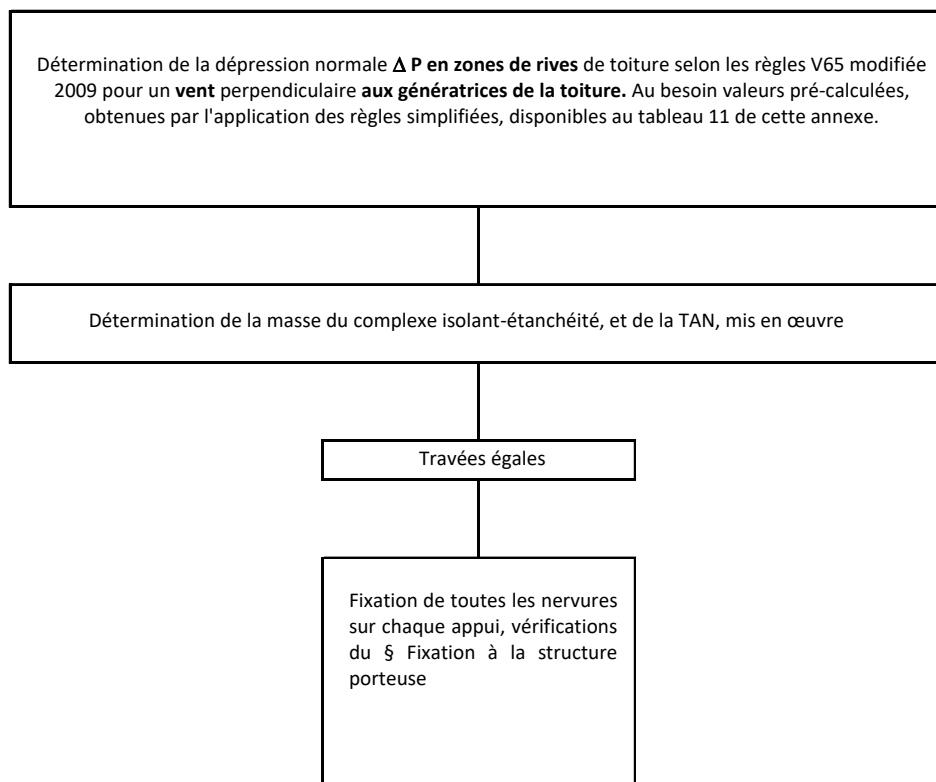 Détermination de la dépression normale Δ P en zones de rives de toiture selon les règles V65 modifiée
2009 pour un vent perpendiculaire aux génératrices de la toiture. Au besoin valeurs pré-calculées,
obtenues par l'application des règles simplifiées, disponibles au tableau 11 de cette annexe.
Détermination de la masse du complexe isolant-étanchéité, et de la TAN, mis en œuvre
Travées égales
Fixation de toutes les nervures
sur chaque appui, vérifications
du § Fixation à la structure
porteuse